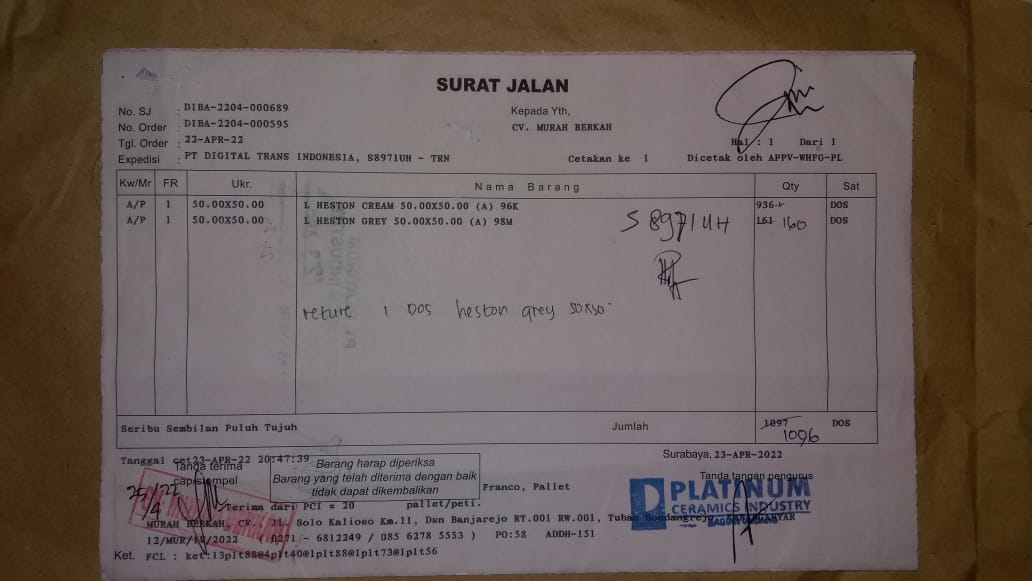 SURAT JALAN
No. SJ : DIBA-2204-000689
Kepada Yth,
No. Order : DIBA-2204-000595
CV. MURAH BERKAH
Tgl. Order : 22-APR-22
Hal : 1 Dari 1
Expedisi : PT DIGITAL TRANS INDONESIA, S8971UH - TRN
Cetakan ke 1
Dicetak oleh APPV-WHFG-PL
Kw/Mr FR Ukr. Nama Barang Qty Sat
A/P 1 50.00X50.00 L HESTON CREAM 50.00X50.00 (A) 96K 936 DOS
A/P 1 50.00X50.00 L HESTON GREY 50.00X50.00 (A) 98M 161 160 DOS
S 8971 UH
reture 1 DOS heston grey 50x50
Seribu Sembilan Puluh Tujuh Jumlah 1097 DOS
1096
Surabaya, 23-APR-2022
Tanggal cet23-APR-22 20:47:39
Tanda terima
cap/stempel
Barang harap diperiksa
Barang yang telah diterima dengan baik
tidak dapat dikembalikan
Tanda tangan pengurus
Franco, Pallet
25/22
4
PLATINUM
CERAMICS INDUSTRY
Terima dari PCI = 20 pallet/peti.
MURAH BERKAH, CV., JL. Solo Kalioso Km.11, Dsn Banjarejo RT.001 RW.001, Tuban Gondangrejo,
12/MUR/IV/2022 ( 0271 - 6812249 / 085 6278 5553 ) PO:58 ADDH-151
Ket. FCL : ket:13plt88@4plt40@1plt88@1plt73@1plt56